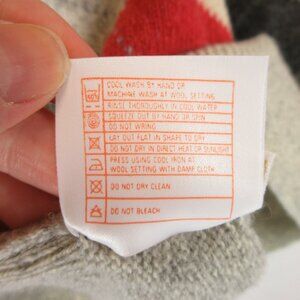 COOL WASH BY HAND OR
MACHINE WASH AT WOOL SETTING
RINSE THOROUGHLY IN COOL WATER
SQUEEZE OUT BY HAND OR SPIN
DO NOT WRING
LAY OUT FLAT IN SHAPE TO DRY
DO NOT DRY IN DIRECT HEAT OR SUNLIGHT
PRESS USING COOL IRON AT
WOOL SETTING WITH DAMP CLOTH
DO NOT DRY CLEAN
DO NOT BLEACH